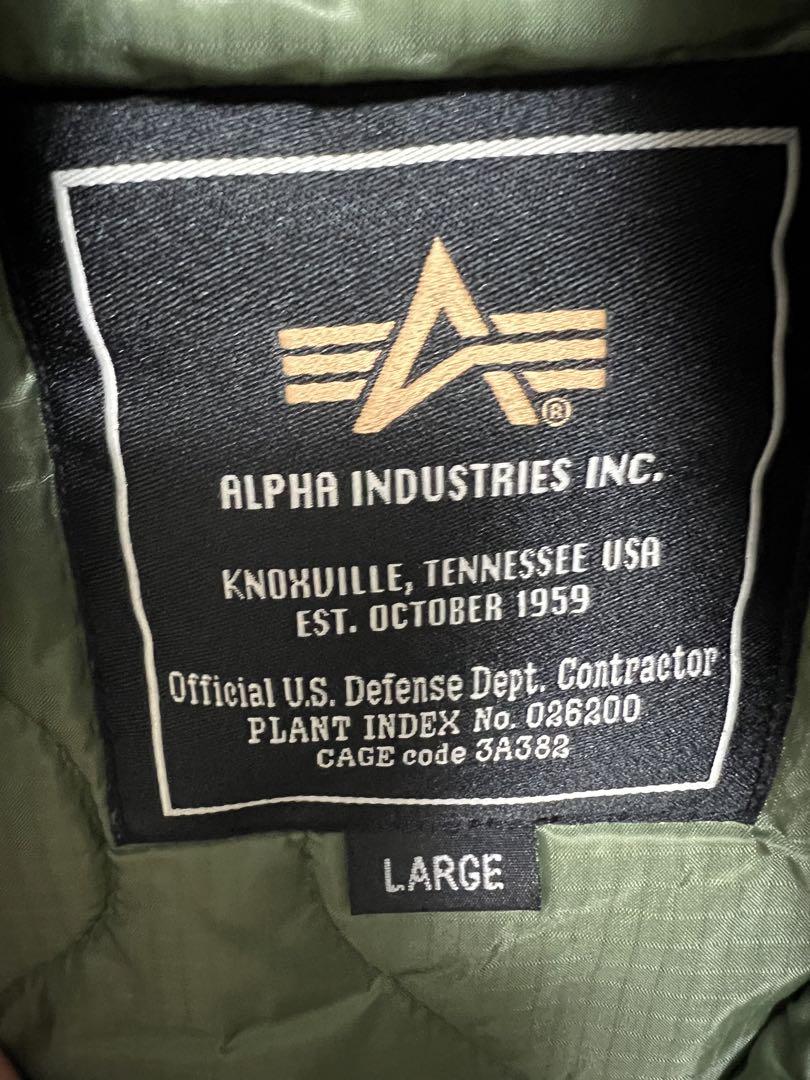 ®
ALPHA INDUSTRIES INC.
KNOXVILLE, TENNESSEE USA
EST. OCTOBER 1959
Official U.S. Defense Dept. Contractor
PLANT INDEX No. 026200
CAGE code 3A382
LARGE